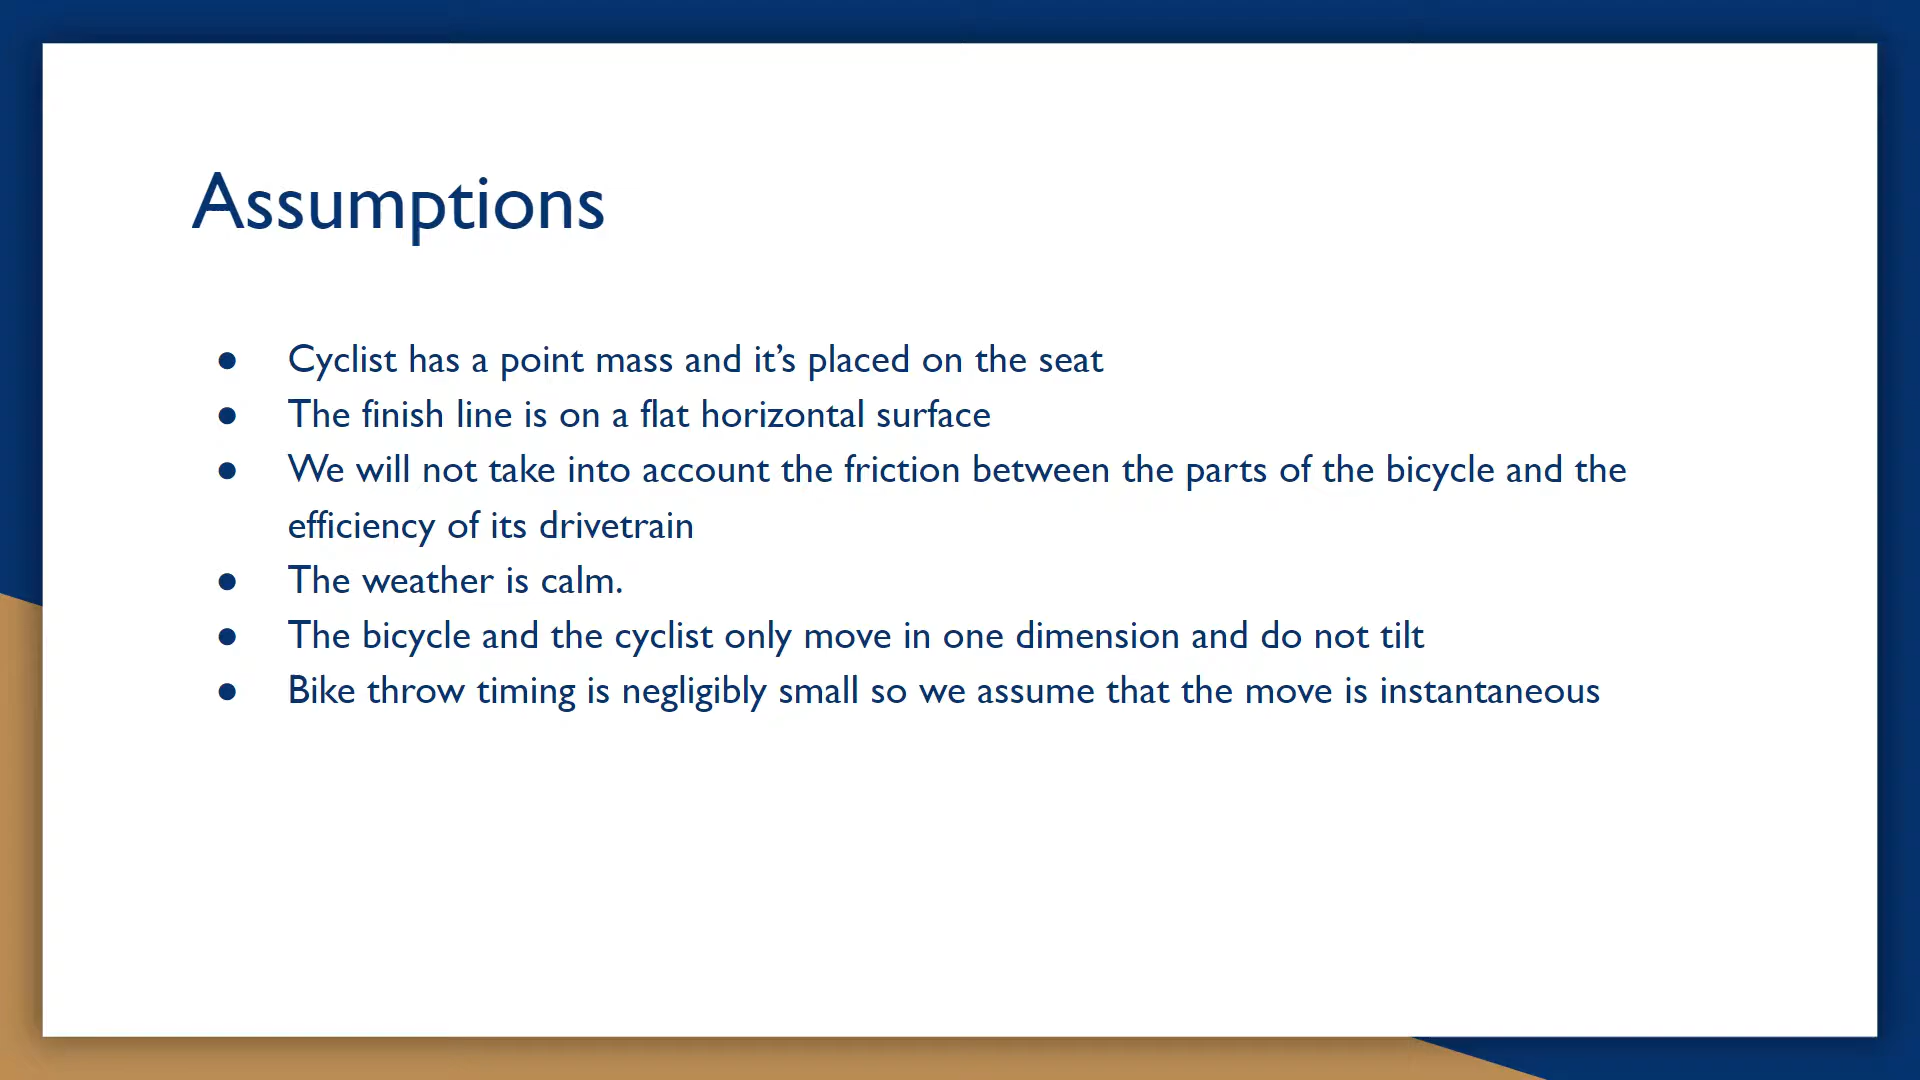 Assumptions
● Cyclist has a point mass and it’s placed on the seat
● The finish line is on a flat horizontal surface
● We will not take into account the friction between the parts of the bicycle and the
efficiency of its drivetrain
● The weather is calm.
● The bicycle and the cyclist only move in one dimension and do not tilt
● Bike throw timing is negligibly small so we assume that the move is instantaneous